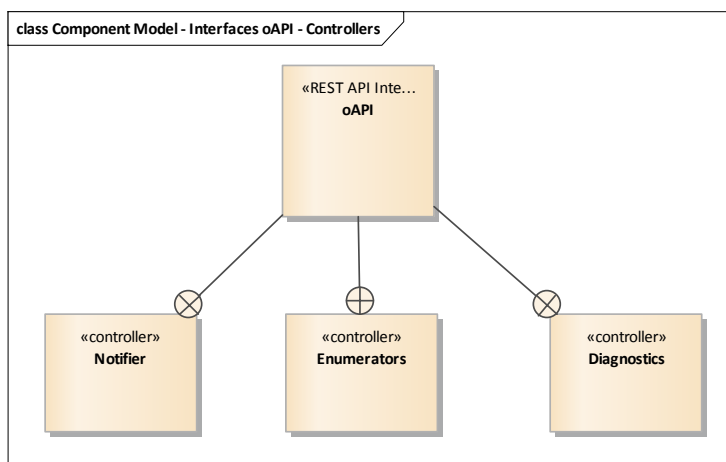 class Component Model - Interfaces oAPI - Controllers
«REST API Inte...
oAPI
«controller»
Notifier
«controller»
Enumerators
«controller»
Diagnostics